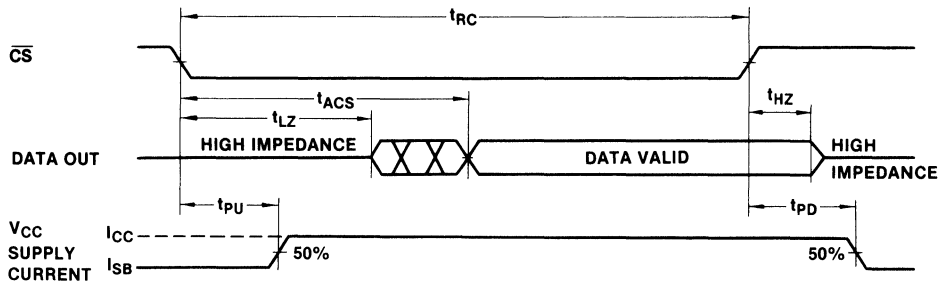 tRC
CS
tACS
tHZ
tLZ
HIGH IMPEDANCE
DATA OUT
DATA VALID
HIGH
IMPEDANCE
tPU
tPD
VCC
SUPPLY
CURRENT
ICC
50%
50%
ISB